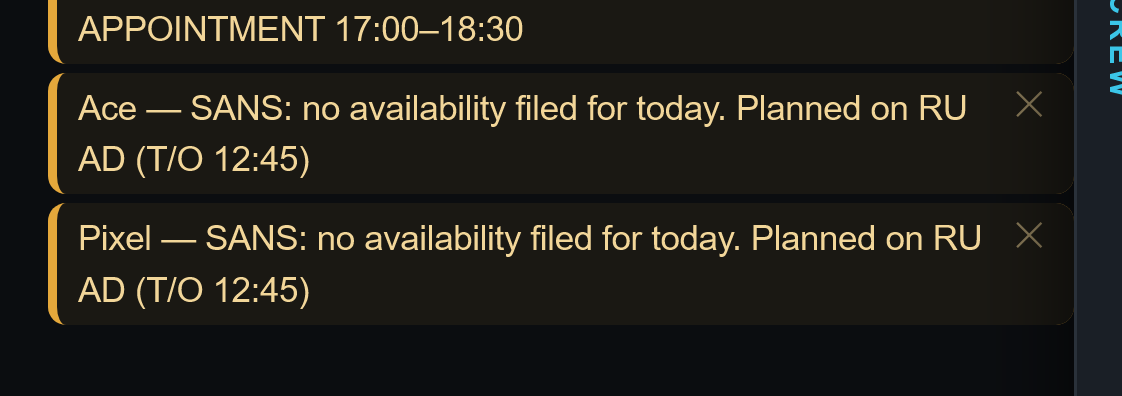 APPOINTMENT 17:00–18:30
Ace — SANS: no availability filed for today. Planned on RU
AD (T/O 12:45)
Pixel — SANS: no availability filed for today. Planned on RU
AD (T/O 12:45)
CREW